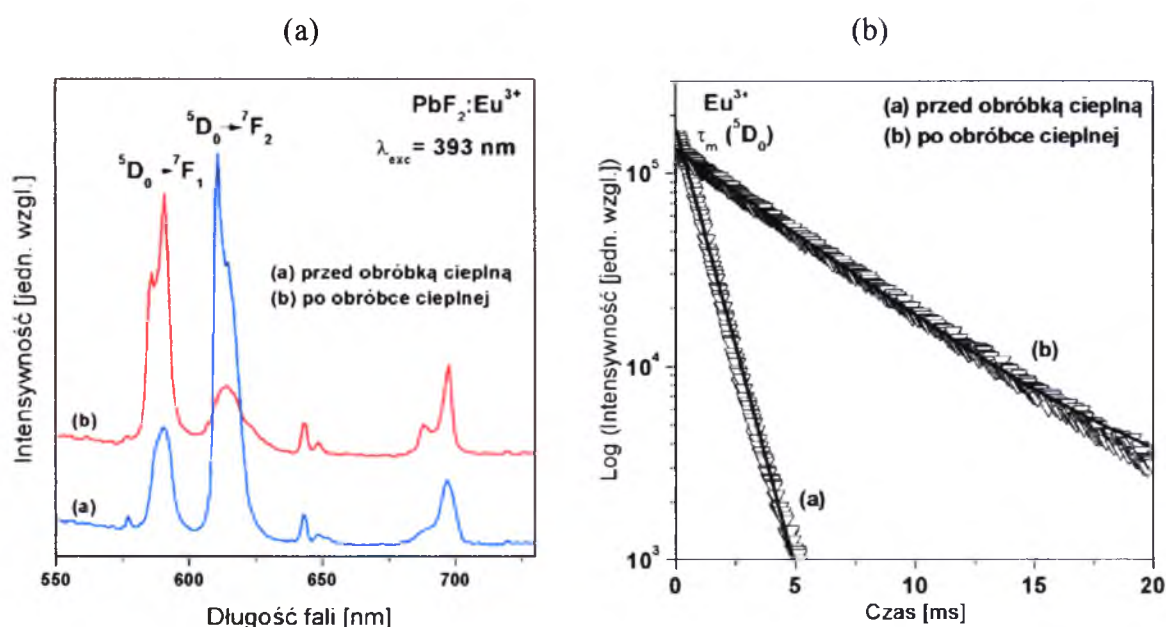 (a)
PbF₂:Eu³⁺
λexc = 393 nm
⁵D₀→⁷F₂
⁵D₀→⁷F₁
(a) przed obróbką cieplną
(b) po obróbce cieplnej
(b)
(a)
Intensywność [jedn. wzgl.]
550
600
650
700
Długość fali [nm]
(b)
Eu³⁺
τm (⁵D₀)
(a) przed obróbką cieplną
(b) po obróbce cieplnej
(b)
(a)
Log (Intensywność [jedn. wzgl.])
10⁵
10⁴
10³
0
5
10
15
20
Czas [ms]